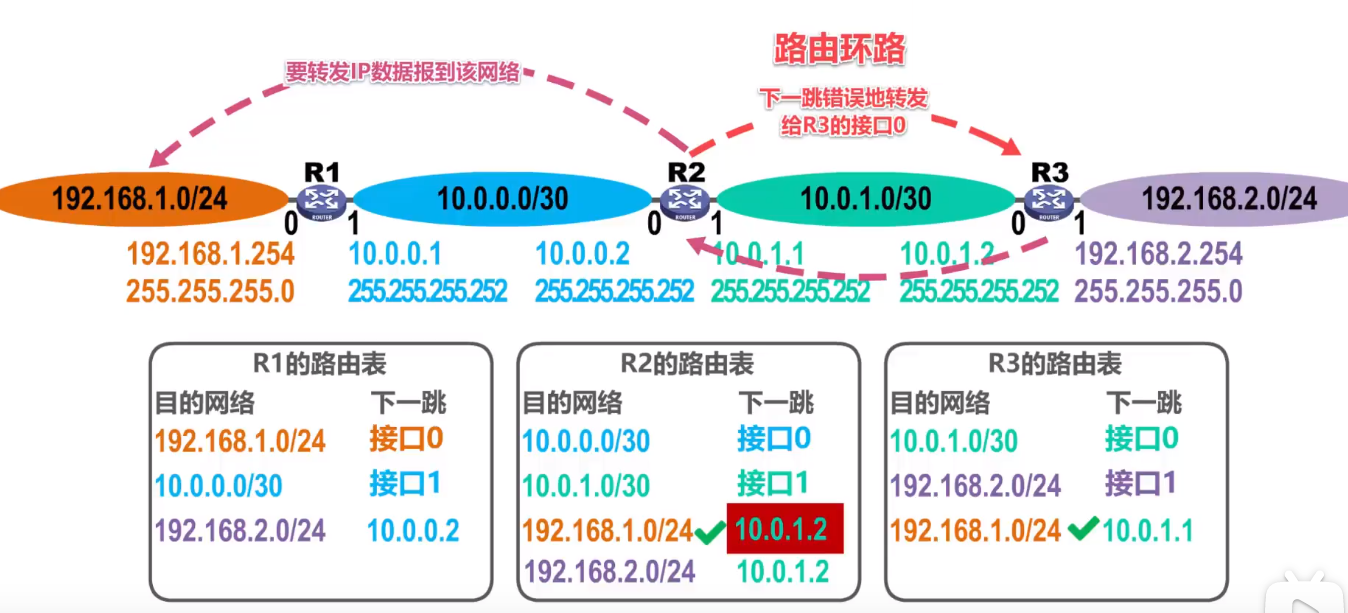 路由环路
要转发IP数据报到该网络
下一跳错误地转发
给R3的接口0
R1
R2
R3
192.168.1.0/24
10.0.0.0/30
10.0.1.0/30
192.168.2.0/24
ROUTER
ROUTER
ROUTER
0
1
0
1
0
1
192.168.1.254
10.0.0.1
10.0.0.2
10.0.1.1
10.0.1.2
192.168.2.254
255.255.255.0
255.255.255.252
255.255.255.252
255.255.255.252
255.255.255.252
255.255.255.0
R1的路由表
目的网络 下一跳
192.168.1.0/24 接口0
10.0.0.0/30 接口1
192.168.2.0/24 10.0.0.2
R2的路由表
目的网络 下一跳
10.0.0.0/30 接口0
10.0.1.0/30 接口1
192.168.1.0/24 10.0.1.2
192.168.2.0/24 10.0.1.2
R3的路由表
目的网络 下一跳
10.0.1.0/30 接口0
192.168.2.0/24 接口1
192.168.1.0/24 10.0.1.1